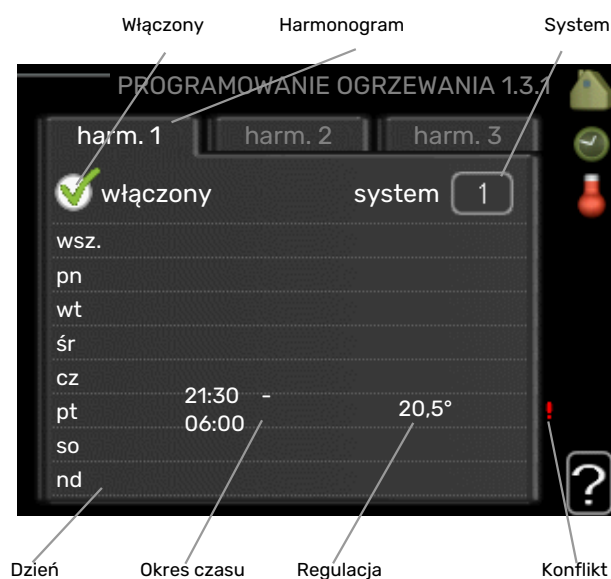 Włączony Harmonogram System
PROGRAMOWANIE OGRZEWANIA 1.3.1
harm. 1 harm. 2 harm. 3
włączony system 1
wsz.
pn
wt
śr
cz
21:30 -
pt 20,5° !
06:00
so
nd
?
Dzień Okres czasu Regulacja Konflikt